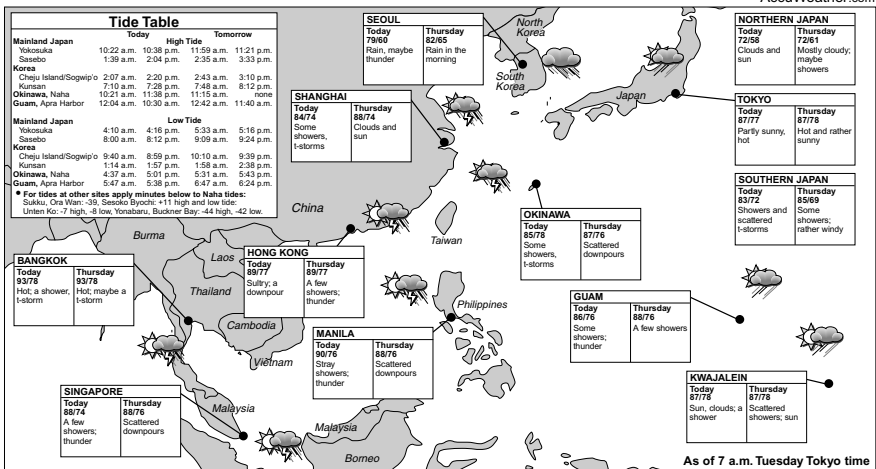 AccuWeather.com
Tide Table
Today Tomorrow
Mainland Japan High Tide
Yokosuka 10:22 a.m. 10:38 p.m. 11:59 a.m. 11:21 p.m.
Sasebo 1:39 a.m. 2:04 p.m. 2:35 a.m. 3:33 p.m.
Korea
Cheju Island/Sogwip'o 2:07 a.m. 2:20 p.m. 2:43 a.m. 3:10 p.m.
Kunsan 7:10 a.m. 7:28 p.m. 7:48 a.m. 8:12 p.m.
Okinawa, Naha 10:21 a.m. 11:38 p.m. 11:15 a.m. none
Guam, Apra Harbor 12:04 a.m. 10:30 a.m. 12:42 a.m. 11:40 a.m.
Mainland Japan Low Tide
Yokosuka 4:10 a.m. 4:16 p.m. 5:33 a.m. 5:16 p.m.
Sasebo 8:00 a.m. 8:12 p.m. 9:09 a.m. 9:24 p.m.
Korea
Cheju Island/Sogwip'o 9:40 a.m. 8:59 p.m. 10:10 a.m. 9:39 p.m.
Kunsan 1:14 a.m. 1:57 p.m. 1:58 a.m. 2:38 p.m.
Okinawa, Naha 4:37 a.m. 5:01 p.m. 5:31 a.m. 5:43 p.m.
Guam, Apra Harbor 5:47 a.m. 5:38 p.m. 6:47 a.m. 6:24 p.m.
• For tides at other sites apply minutes below to Naha tides:
Sukku, Ora Wan: -39, Sesoko Byochi: +11 high and low tide:
Unten Ko: -7 high, -8 low, Yonabaru, Buckner Bay: -44 high, -42 low.
SEOUL
Today Thursday
79/60 82/65
Rain, maybe Rain in the
thunder morning
North
Korea
South
Korea
Japan
NORTHERN JAPAN
Today Thursday
72/58 72/61
Clouds and Mostly cloudy;
sun maybe
showers
SHANGHAI
Today Thursday
84/74 88/74
Some Clouds and
showers, sun
t-storms
TOKYO
Today Thursday
87/77 87/78
Partly sunny, Hot and rather
hot sunny
SOUTHERN JAPAN
Today Thursday
83/72 85/69
Showers and Some
scattered showers;
t-storms rather windy
China
Taiwan
OKINAWA
Today Thursday
85/78 87/76
Some Scattered
showers, downpours
t-storms
Burma
Laos
Thailand
Cambodia
Vietnam
HONG KONG
Today Thursday
89/77 89/77
Sultry; a A few
downpour showers;
thunder
BANGKOK
Today Thursday
93/78 93/78
Hot; a shower, Hot; maybe a
t-storm t-storm
Philippines
GUAM
Today Thursday
86/76 88/76
Some A few showers
showers;
thunder
MANILA
Today Thursday
90/76 88/76
Stray Scattered
showers; downpours
thunder
KWAJALEIN
Today Thursday
87/78 87/78
Sun, clouds; a Scattered
shower showers; sun
SINGAPORE
Today Thursday
88/74 88/76
A few Scattered
showers; downpours
thunder
Malaysia
Malaysia
Borneo
As of 7 a.m. Tuesday Tokyo time